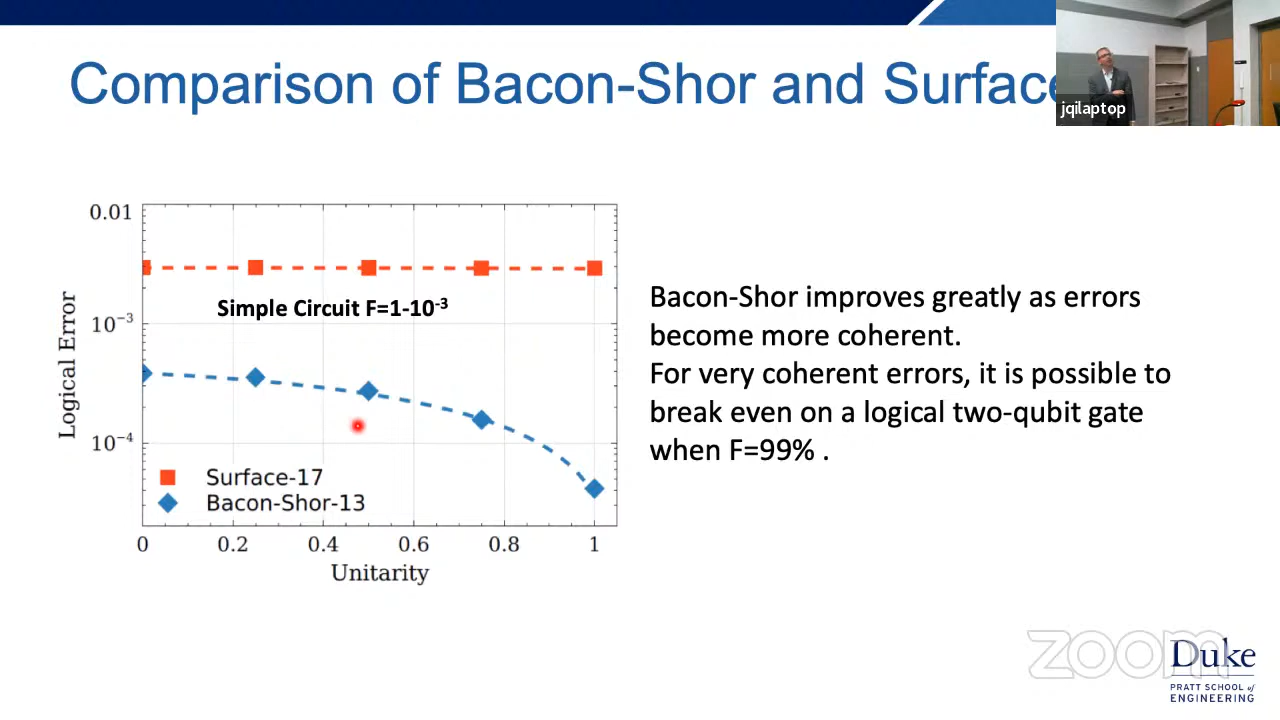 Comparison of Bacon-Shor and Surface
jqilaptop
0.01
10-3
10-4
Logical Error
Simple Circuit F=1-10-3
Surface-17
Bacon-Shor-13
0 0.2 0.4 0.6 0.8 1
Unitarity
Bacon-Shor improves greatly as errors
become more coherent.
For very coherent errors, it is possible to
break even on a logical two-qubit gate
when F=99% .
zoom
Duke
PRATT SCHOOL of
ENGINEERING